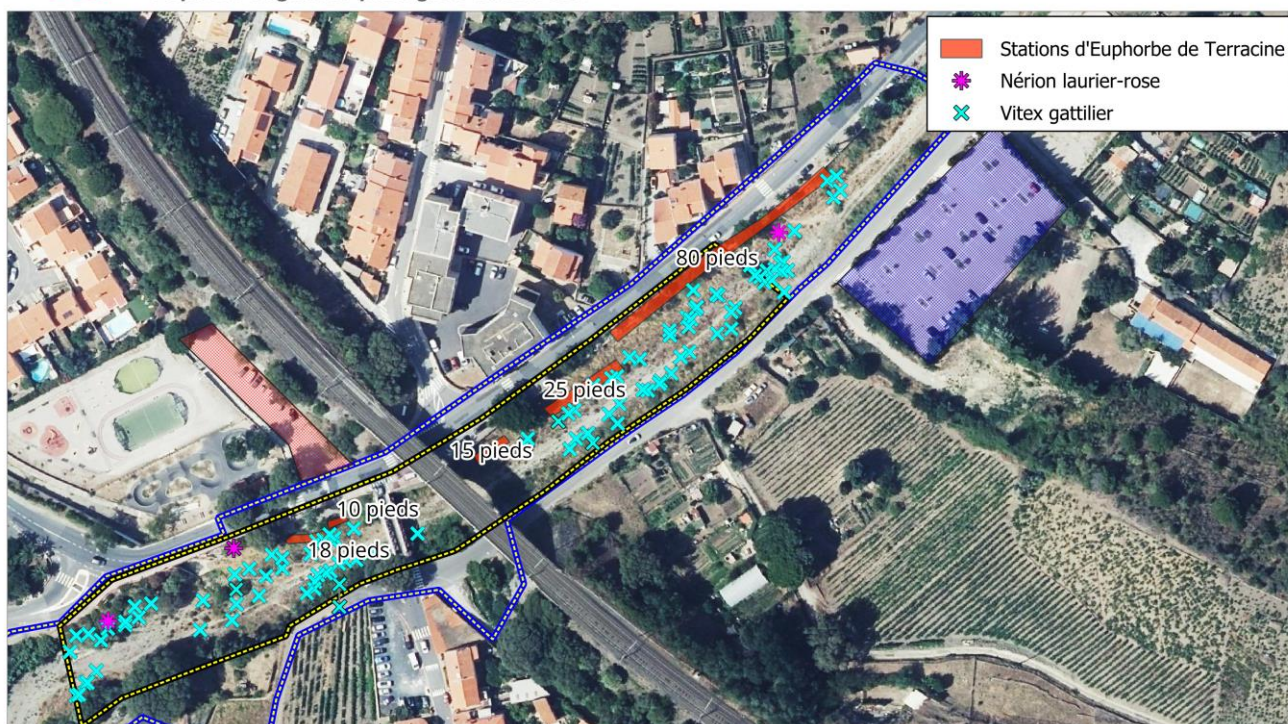 Stations d'Euphorbe de Terracine
Nérion laurier-rose
Vitex gattilier
80 pieds
25 pieds
15 pieds
10 pieds
18 pieds